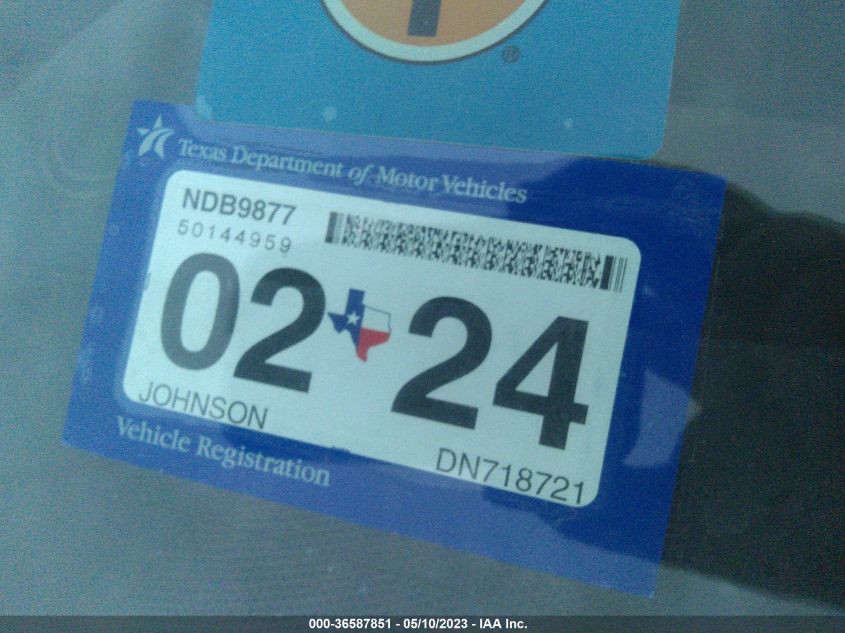 ®
Texas Department of Motor Vehicles
NDB9877
50144959
02 24
JOHNSON
DN718721
Vehicle Registration
000-36587851 - 05/10/2023 - IAA Inc.